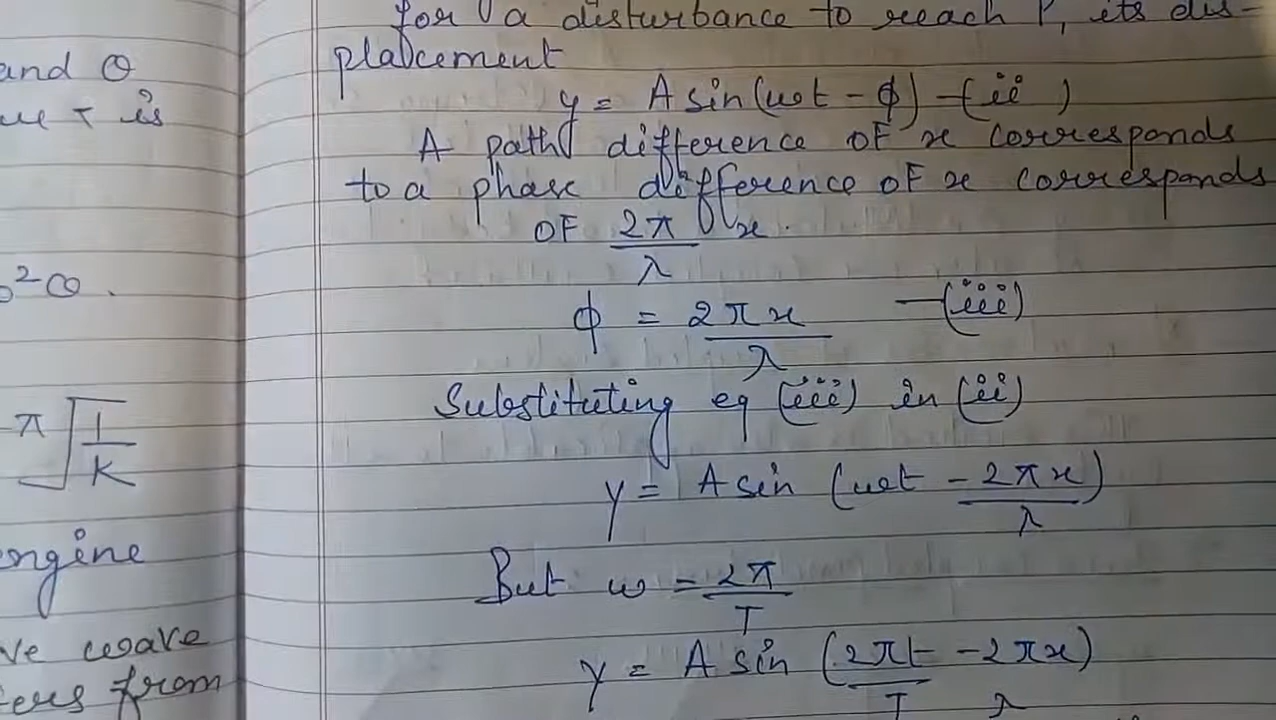 and θ
is
²θ.
π√1/K
engine
ve wave
ters from
for a disturbance to reach P, its dis-
placement
y = A sin(ωt - ϕ) -(ii)
A path difference of x corresponds
to a phase difference of x corresponds
of 2π/λ x.
ϕ = 2πx/λ -(iii)
Substituting eq (iii) in (ii)
y = A sin (ωt - 2πx/λ)
But ω = 2π/T
y = A sin (2πt/T - 2πx/λ)